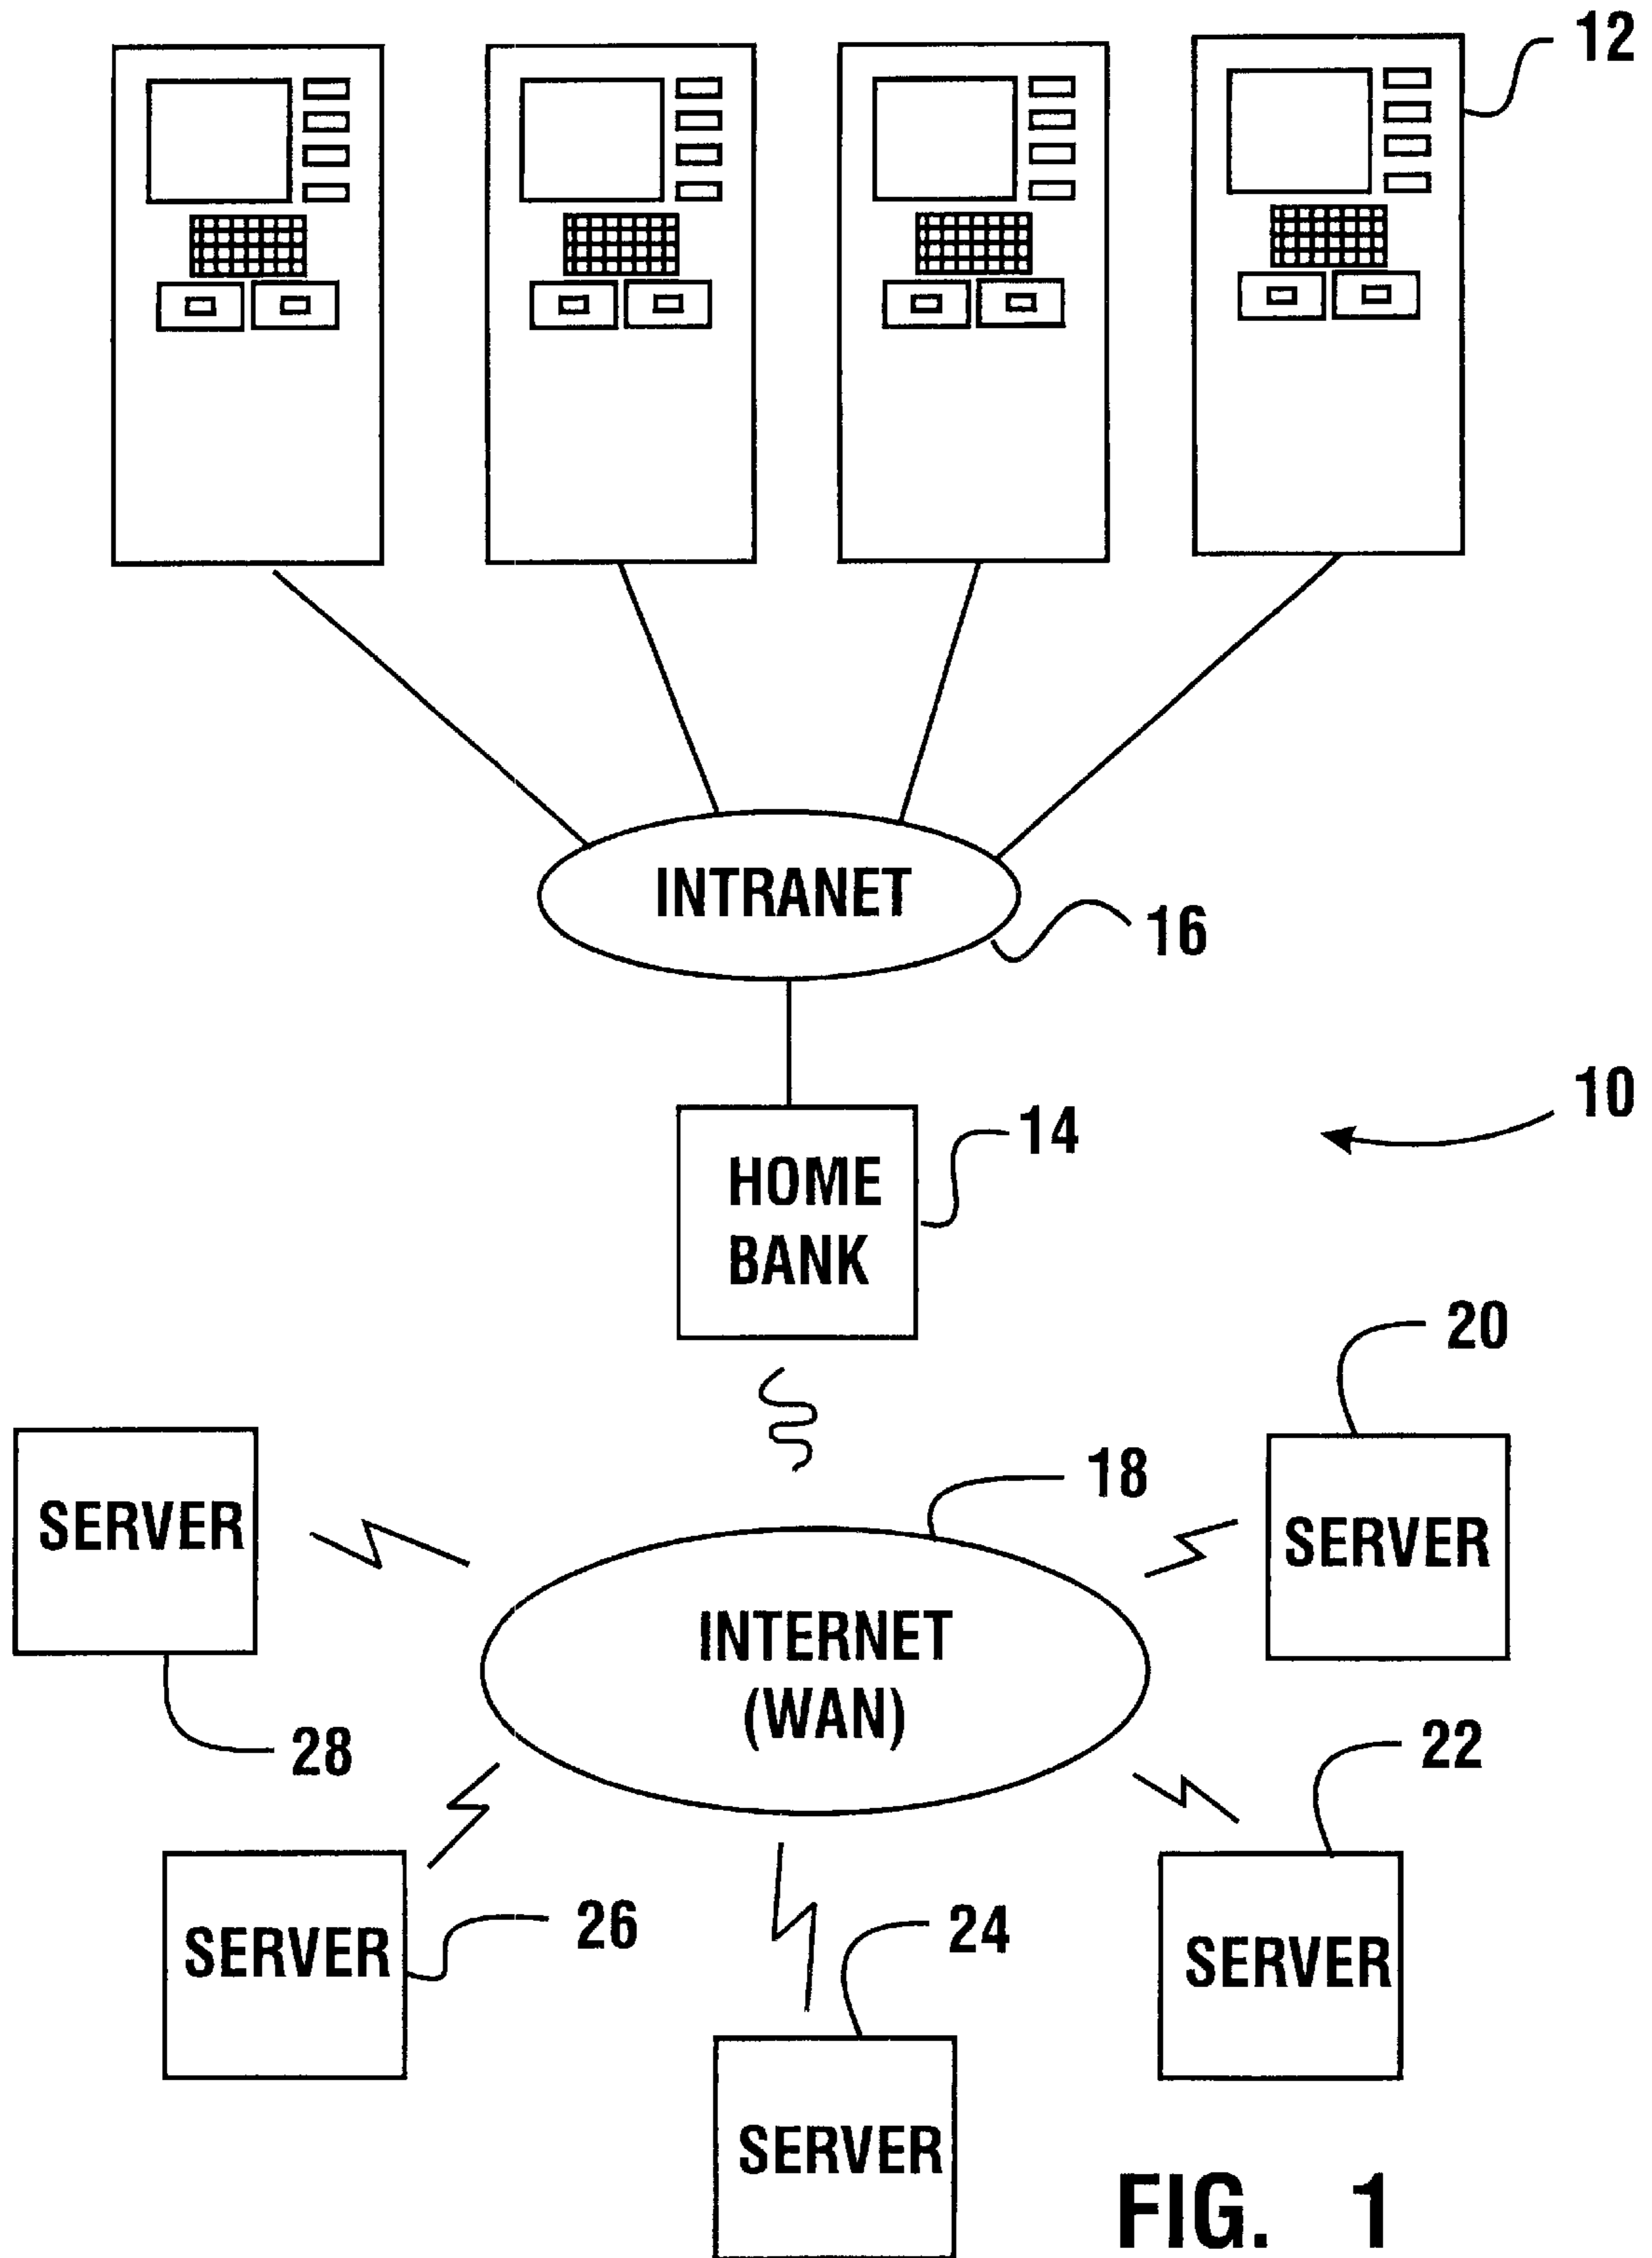 12
INTRANET
16
10
14
HOME
BANK
20
18
SERVER
SERVER
INTERNET
(WAN)
28
22
26
24
SERVER
SERVER
SERVER
FIG. 1